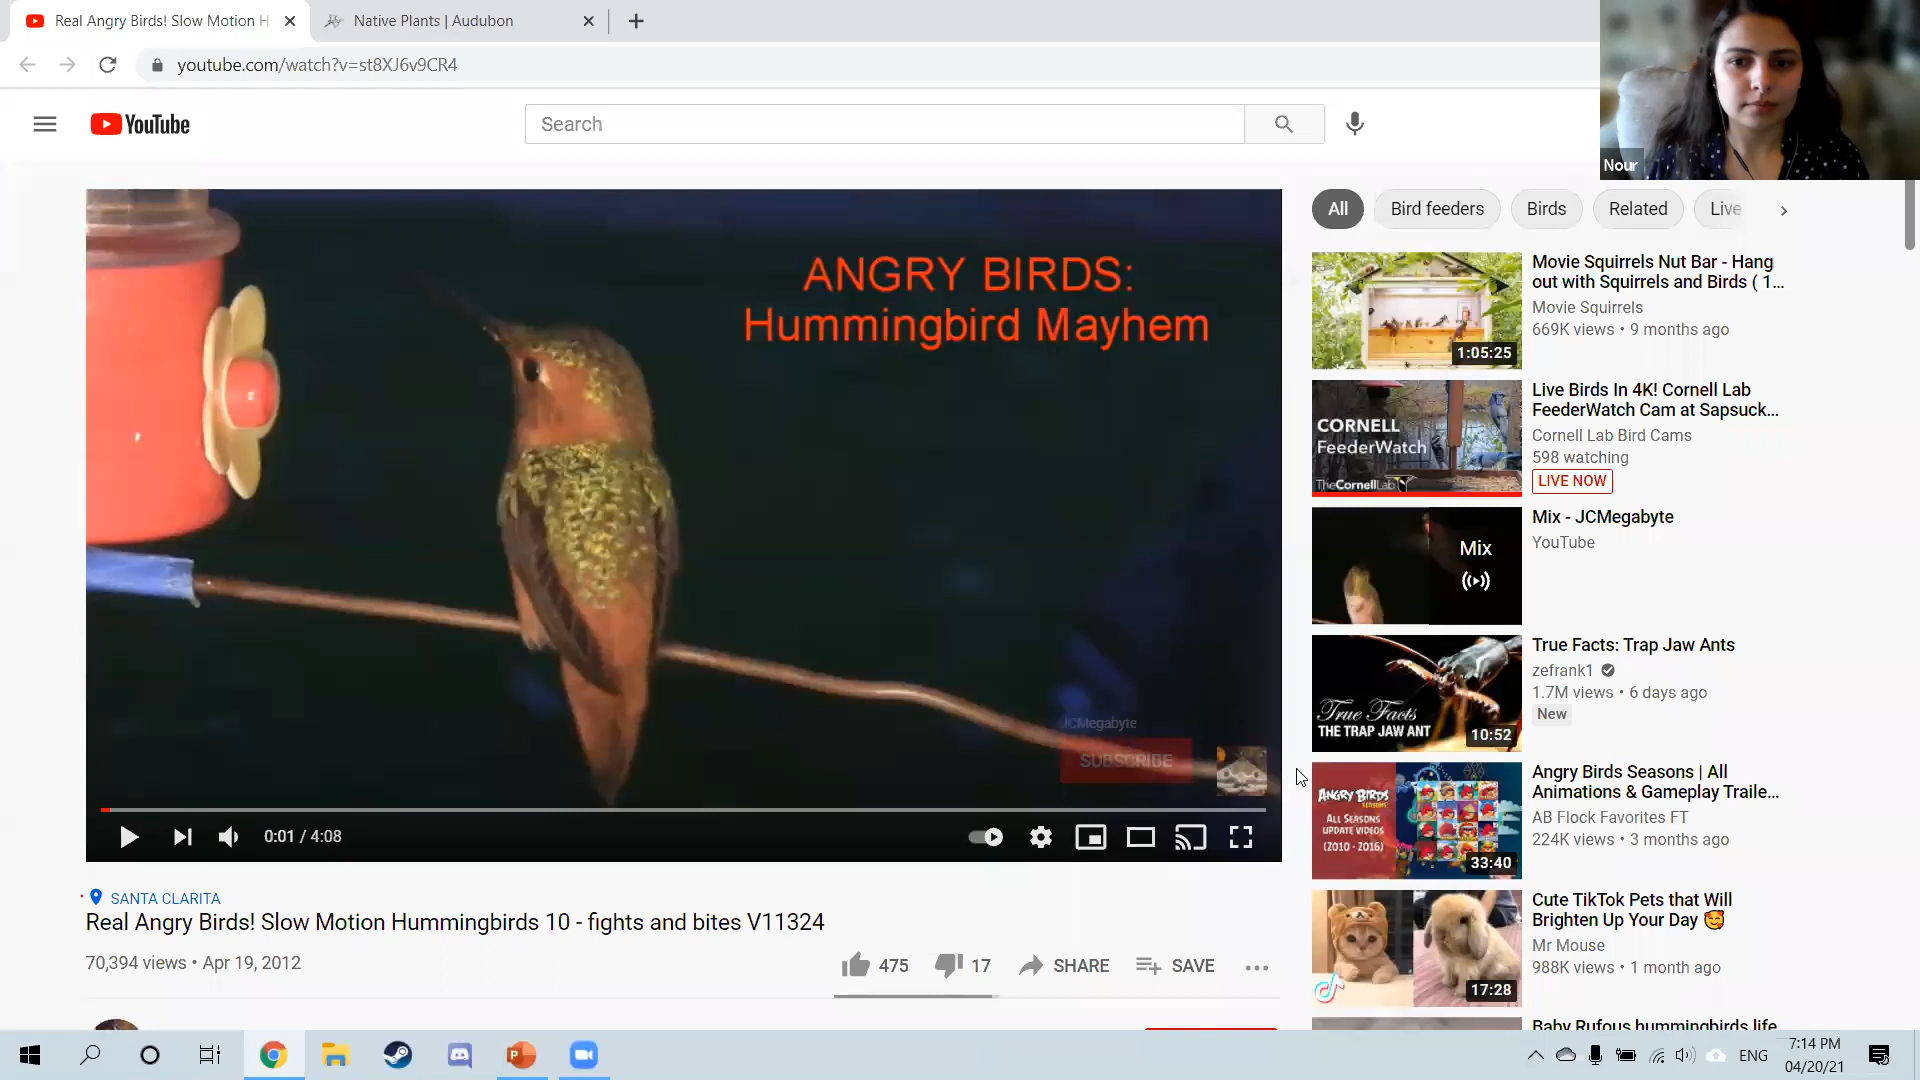 Real Angry Birds! Slow Motion H
Native Plants | Audubon
youtube.com/watch?v=st8XJ6v9CR4
YouTube
Search
Nour
ANGRY BIRDS:
Hummingbird Mayhem
JCMegabyte
SUBSCRIBE
0:01 / 4:08
SANTA CLARITA
Real Angry Birds! Slow Motion Hummingbirds 10 - fights and bites V11324
70,394 views • Apr 19, 2012
475
17
SHARE
SAVE
All
Bird feeders
Birds
Related
Live
1:05:25
Movie Squirrels Nut Bar - Hang
out with Squirrels and Birds ( 1...
Movie Squirrels
669K views • 9 months ago
CORNELL
FeederWatch
TheCornellLab
Live Birds In 4K! Cornell Lab
FeederWatch Cam at Sapsuck...
Cornell Lab Bird Cams
598 watching
LIVE NOW
Mix
Mix - JCMegabyte
YouTube
True Facts
THE TRAP JAW ANT
10:52
True Facts: Trap Jaw Ants
zefrank1
1.7M views • 6 days ago
New
ANGRY BIRDS
SEASONS
ALL SEASONS
UPDATE VIDEOS
(2010 - 2016)
33:40
Angry Birds Seasons | All
Animations & Gameplay Traile...
AB Flock Favorites FT
224K views • 3 months ago
17:28
Cute TikTok Pets that Will
Brighten Up Your Day 🥰
Mr Mouse
988K views • 1 month ago
Baby Rufous hummingbirds life
ENG
7:14 PM
04/20/21